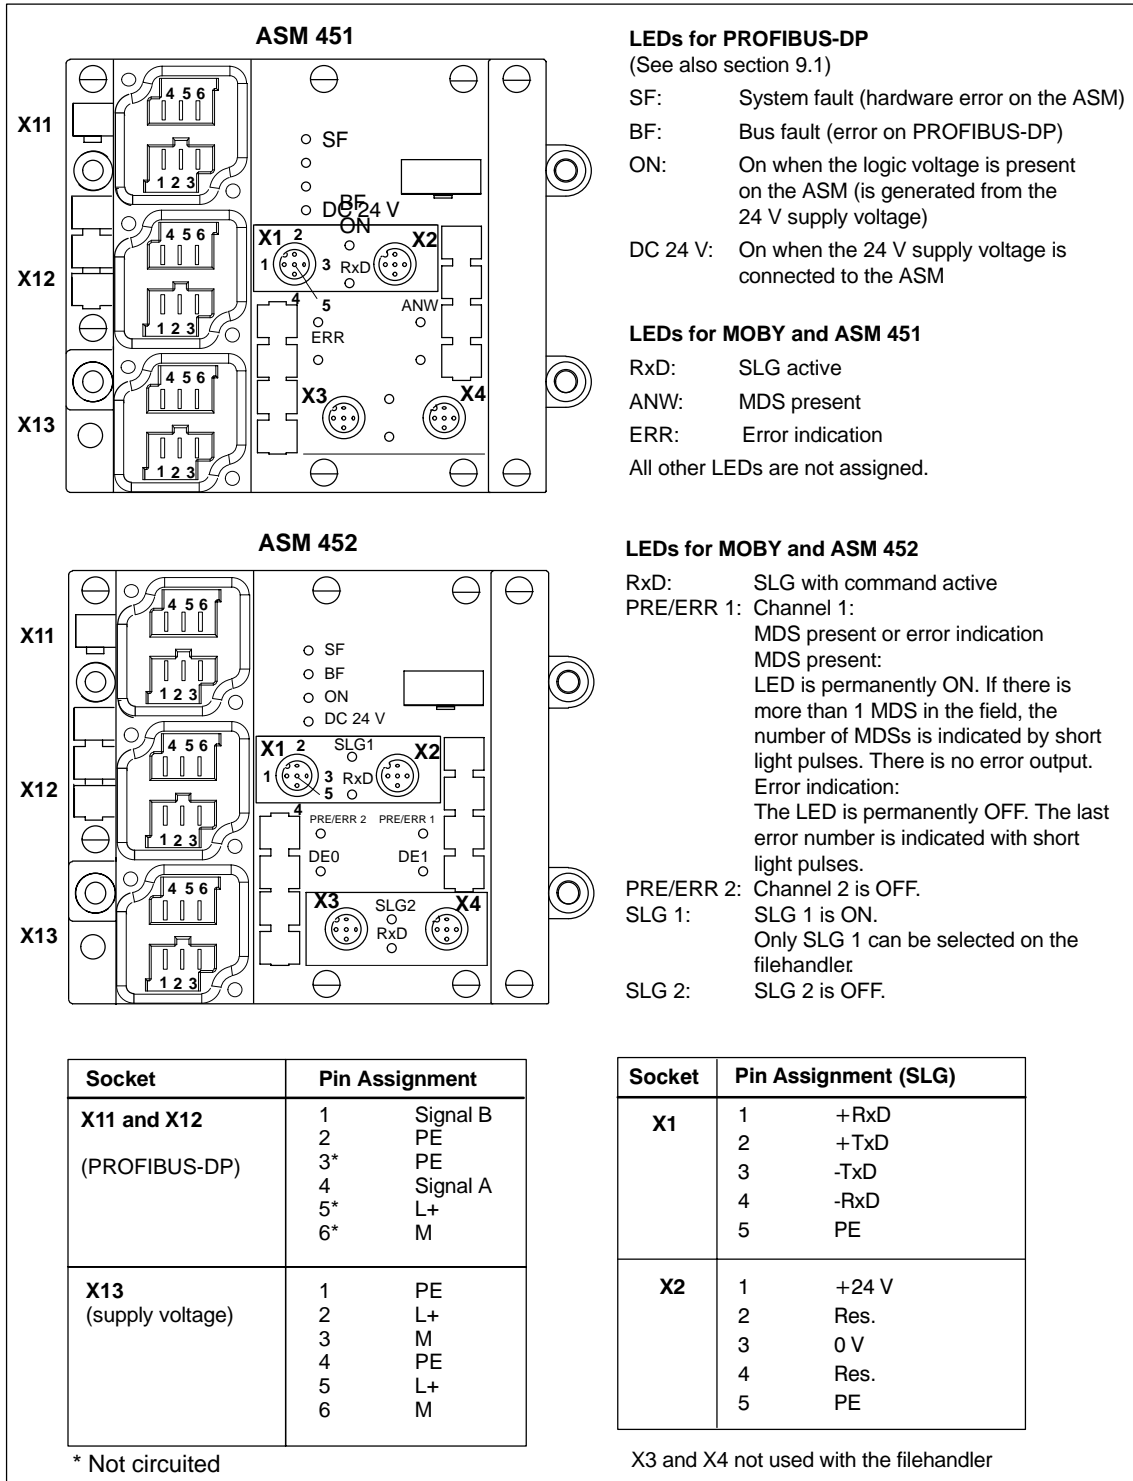 ASM 451
X11
4 5 6
1 2 3
SF
BF
DC 24 V
ON
X12
4 5 6
1 2 3
X1 2
X2
1
3 RxD
4
5
ANW
ERR
X13
4 5 6
1 2 3
X3
X4
LEDs for PROFIBUS-DP
(See also section 9.1)
SF: System fault (hardware error on the ASM)
BF: Bus fault (error on PROFIBUS-DP)
ON: On when the logic voltage is present
on the ASM (is generated from the
24 V supply voltage)
DC 24 V: On when the 24 V supply voltage is
connected to the ASM
LEDs for MOBY and ASM 451
RxD: SLG active
ANW: MDS present
ERR: Error indication
All other LEDs are not assigned.
ASM 452
X11
4 5 6
1 2 3
SF
BF
ON
DC 24 V
X12
4 5 6
1 2 3
X1 2
SLG1
X2
1
3 RxD
5
4
PRE/ERR 2 PRE/ERR 1
DE0 DE1
X13
4 5 6
1 2 3
X3 SLG2 X4
RxD
LEDs for MOBY and ASM 452
RxD: SLG with command active
PRE/ERR 1: Channel 1:
MDS present or error indication
MDS present:
LED is permanently ON. If there is
more than 1 MDS in the field, the
number of MDSs is indicated by short
light pulses. There is no error output.
Error indication:
The LED is permanently OFF. The last
error number is indicated with short
light pulses.
PRE/ERR 2: Channel 2 is OFF.
SLG 1: SLG 1 is ON.
Only SLG 1 can be selected on the
filehandler.
SLG 2: SLG 2 is OFF.
Socket Pin Assignment
X11 and X12
(PROFIBUS-DP)
1 Signal B
2 PE
3* PE
4 Signal A
5* L+
6* M
X13
(supply voltage)
1 PE
2 L+
3 M
4 PE
5 L+
6 M
* Not circuited
Socket Pin Assignment (SLG)
X1
1 +RxD
2 +TxD
3 -TxD
4 -RxD
5 PE
X2
1 +24 V
2 Res.
3 0 V
4 Res.
5 PE
X3 and X4 not used with the filehandler